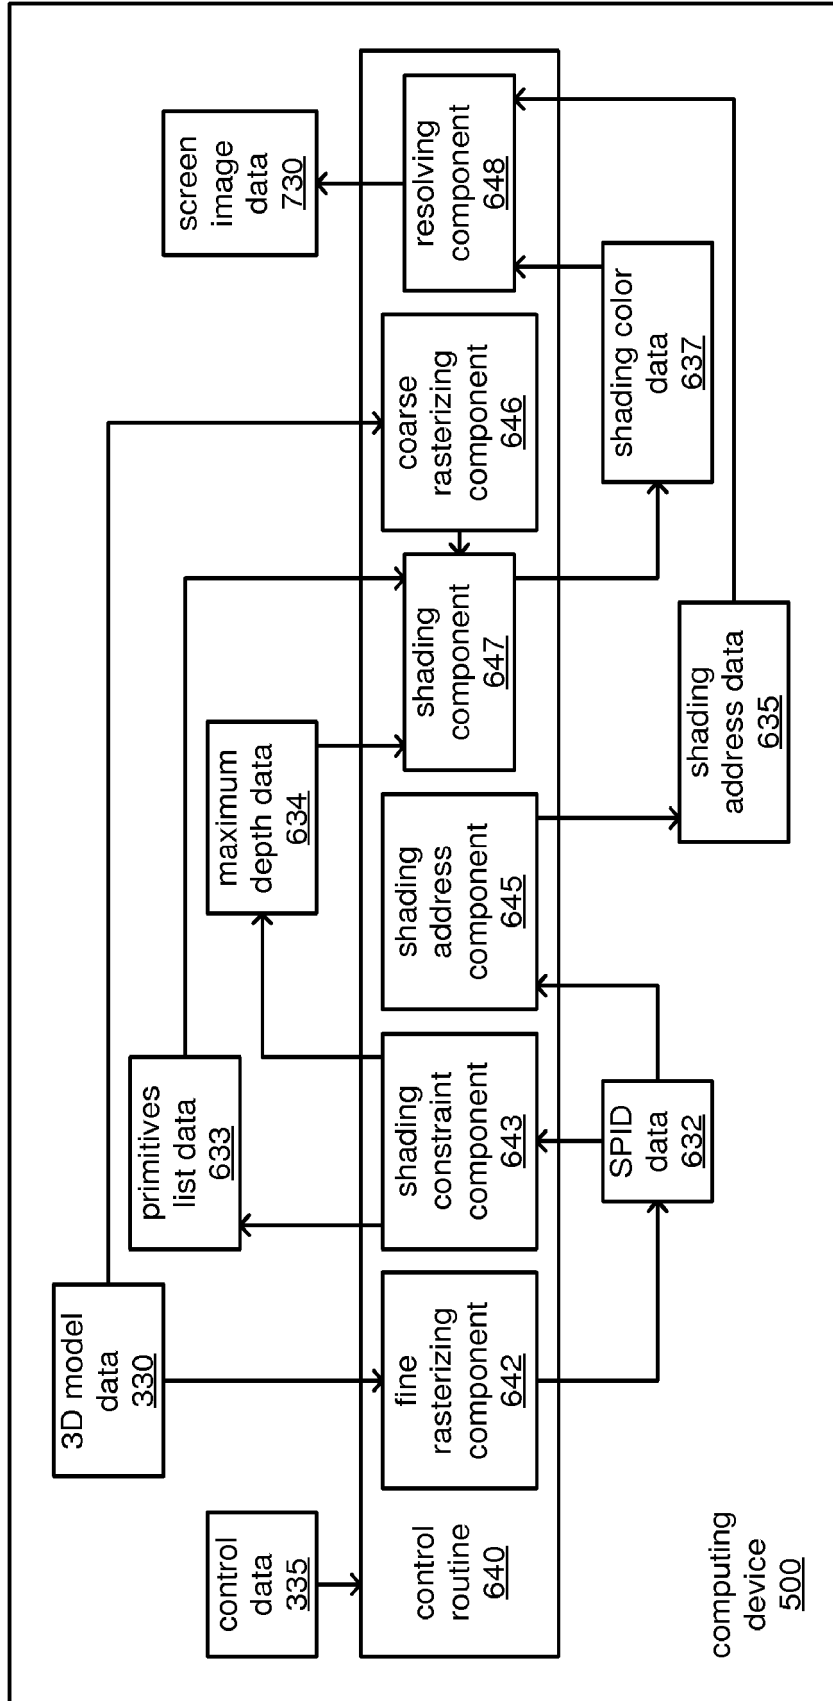 control
data
335
3D model
data
330
primitives
list data
633
maximum
depth data
634
screen
image
data
730
control
routine
640
fine
rasterizing
component
642
shading
constraint
component
643
shading
address
component
645
shading
component
647
coarse
rasterizing
component
646
resolving
component
648
SPID
data
632
shading
address data
635
shading color
data
637
computing
device
500